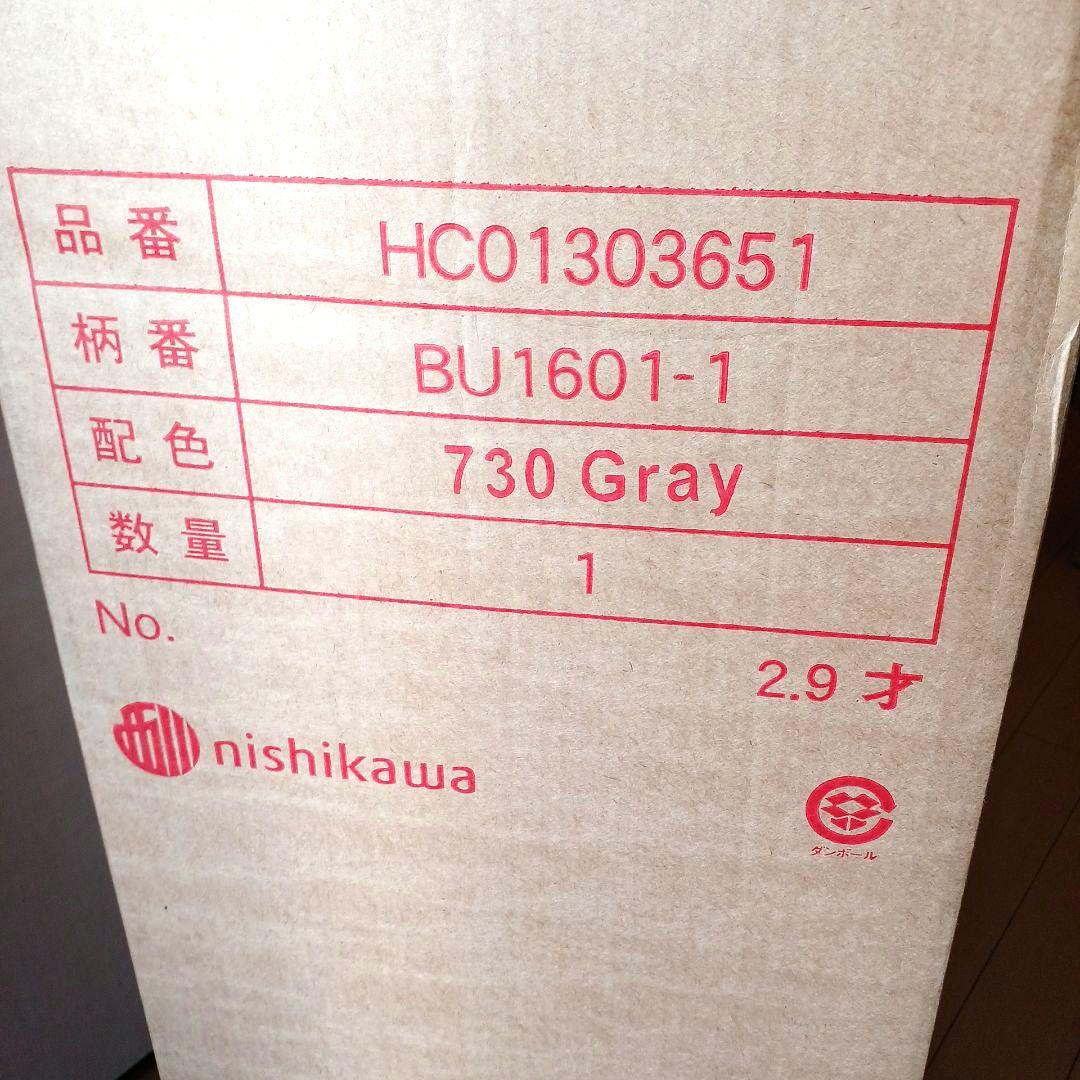 品番 HC01303651
柄番 BU1601-1
配色 730 Gray
数量 1
No.
2.9 才
nishikawa
ダンボール